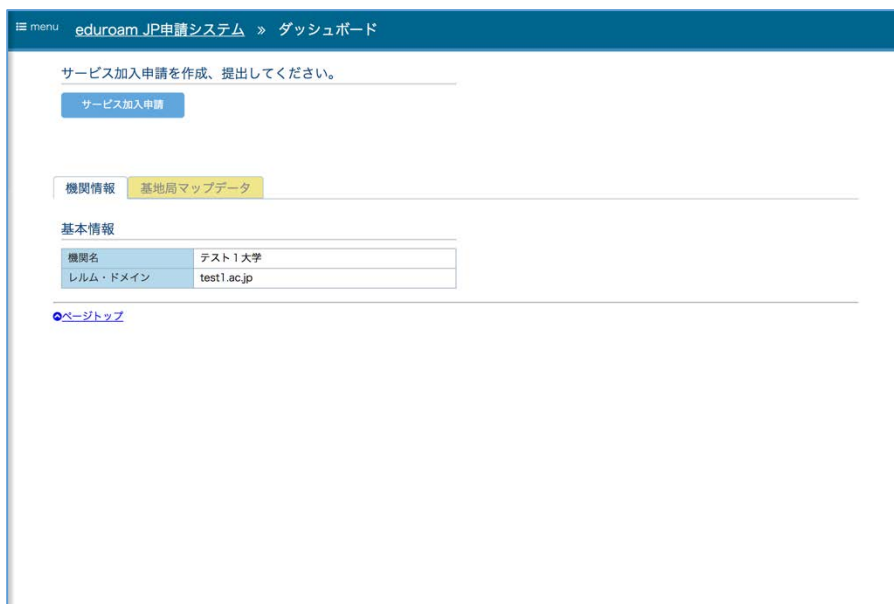 menu eduroam JP申請システム » ダッシュボード
サービス加入申請を作成、提出してください。
サービス加入申請
機関情報 基地局マップデータ
基本情報
機関名 テスト１大学
レルム・ドメイン test1.ac.jp
ページトップ